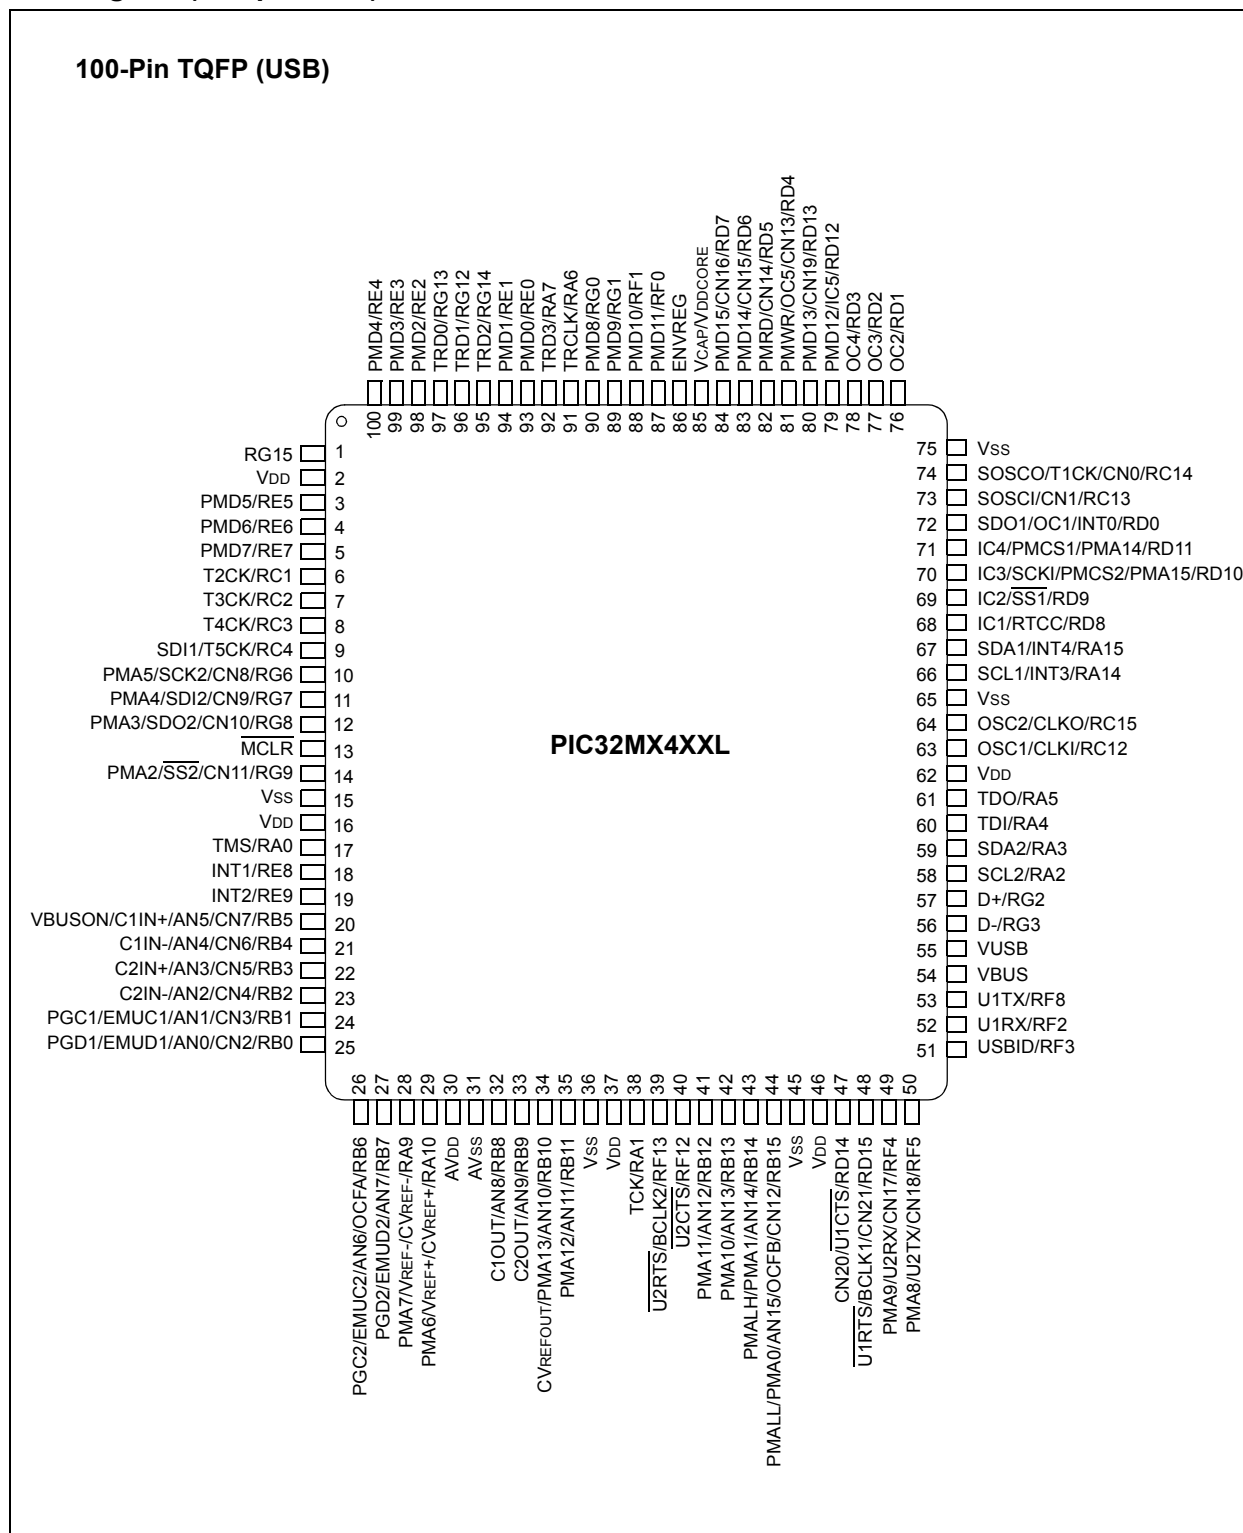 100-Pin TQFP (USB)
PMD4/RE4
PMD3/RE3
PMD2/RE2
TRD0/RG13
TRD1/RG12
TRD2/RG14
PMD1/RE1
PMD0/RE0
TRD3/RA7
TRCLK/RA6
PMD8/RG0
PMD9/RG1
PMD10/RF1
PMD11/RF0
ENVREG
VCAP/VDDCORE
PMD15/CN16/RD7
PMD14/CN15/RD6
PMRD/CN14/RD5
PMWR/OC5/CN13/RD4
PMD13/CN19/RD13
PMD12/IC5/RD12
OC4/RD3
OC3/RD2
OC2/RD1
100
99
98
97
96
95
94
93
92
91
90
89
88
87
86
85
84
83
82
81
80
79
78
77
76
RG15 1
VDD 2
PMD5/RE5 3
PMD6/RE6 4
PMD7/RE7 5
T2CK/RC1 6
T3CK/RC2 7
T4CK/RC3 8
SDI1/T5CK/RC4 9
PMA5/SCK2/CN8/RG6 10
PMA4/SDI2/CN9/RG7 11
PMA3/SDO2/CN10/RG8 12
MCLR 13
PMA2/SS2/CN11/RG9 14
VSS 15
VDD 16
TMS/RA0 17
INT1/RE8 18
INT2/RE9 19
VBUSON/C1IN+/AN5/CN7/RB5 20
C1IN-/AN4/CN6/RB4 21
C2IN+/AN3/CN5/RB3 22
C2IN-/AN2/CN4/RB2 23
PGC1/EMUC1/AN1/CN3/RB1 24
PGD1/EMUD1/AN0/CN2/RB0 25
PIC32MX4XXL
75 VSS
74 SOSCO/T1CK/CN0/RC14
73 SOSCI/CN1/RC13
72 SDO1/OC1/INT0/RD0
71 IC4/PMCS1/PMA14/RD11
70 IC3/SCKI/PMCS2/PMA15/RD10
69 IC2/SS1/RD9
68 IC1/RTCC/RD8
67 SDA1/INT4/RA15
66 SCL1/INT3/RA14
65 VSS
64 OSC2/CLKO/RC15
63 OSC1/CLKI/RC12
62 VDD
61 TDO/RA5
60 TDI/RA4
59 SDA2/RA3
58 SCL2/RA2
57 D+/RG2
56 D-/RG3
55 VUSB
54 VBUS
53 U1TX/RF8
52 U1RX/RF2
51 USBID/RF3
26
27
28
29
30
31
32
33
34
35
36
37
38
39
40
41
42
43
44
45
46
47
48
49
50
PGC2/EMUC2/AN6/OCFA/RB6
PGD2/EMUD2/AN7/RB7
PMA7/VREF-/CVREF-/RA9
PMA6/VREF+/CVREF+/RA10
AVDD
AVSS
C1OUT/AN8/RB8
C2OUT/AN9/RB9
CVREFOUT/PMA13/AN10/RB10
PMA12/AN11/RB11
VSS
VDD
TCK/RA1
U2RTS/BCLK2/RF13
U2CTS/RF12
PMA11/AN12/RB12
PMA10/AN13/RB13
PMALH/PMA1/AN14/RB14
PMALL/PMA0/AN15/OCFB/CN12/RB15
VSS
VDD
CN20/U1CTS/RD14
U1RTS/BCLK1/CN21/RD15
PMA9/U2RX/CN17/RF4
PMA8/U2TX/CN18/RF5